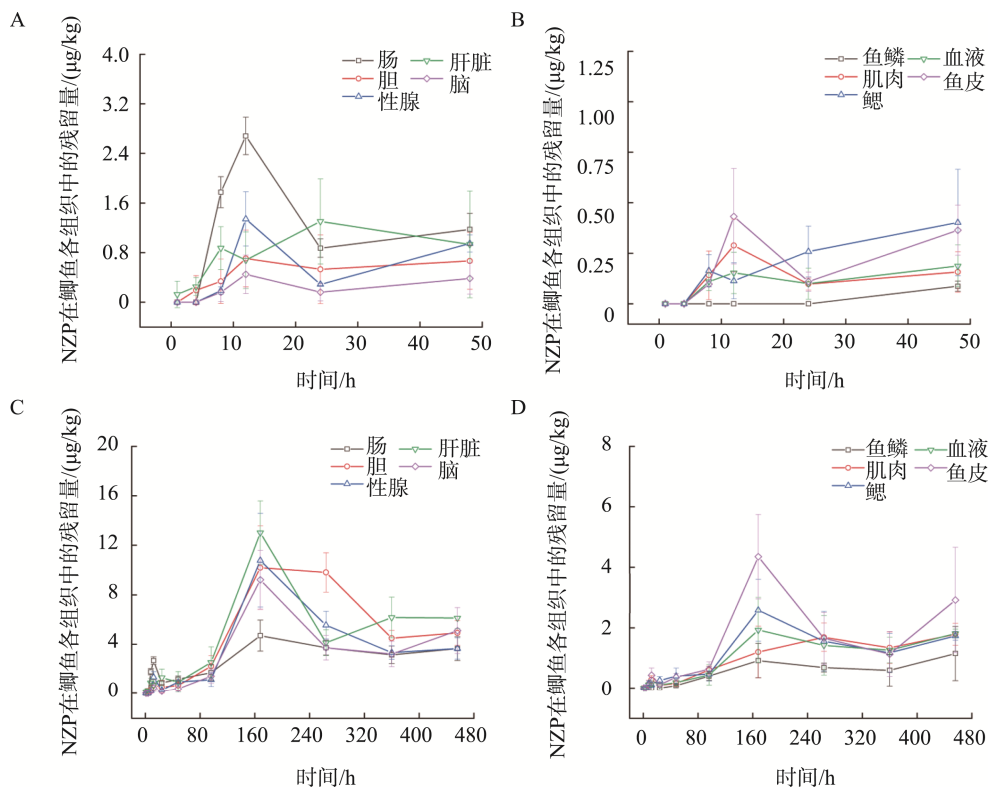 A
NZP在鲫鱼各组织中的残留量/(μg/kg)
4.0
3.2
2.4
1.6
0.8
0
肠
胆
性腺
肝脏
脑
0
10
20
30
40
50
时间/h
B
NZP在鲫鱼各组织中的残留量/(μg/kg)
1.25
1.00
0.75
0.50
0.25
0
鱼鳞
肌肉
鳃
血液
鱼皮
0
10
20
30
40
50
时间/h
C
NZP在鲫鱼各组织中的残留量/(μg/kg)
20
16
12
8
4
0
肠
胆
性腺
肝脏
脑
0
80
160
240
320
400
480
时间/h
D
NZP在鲫鱼各组织中的残留量/(μg/kg)
8
6
4
2
0
鱼鳞
肌肉
鳃
血液
鱼皮
0
80
160
240
320
400
480
时间/h